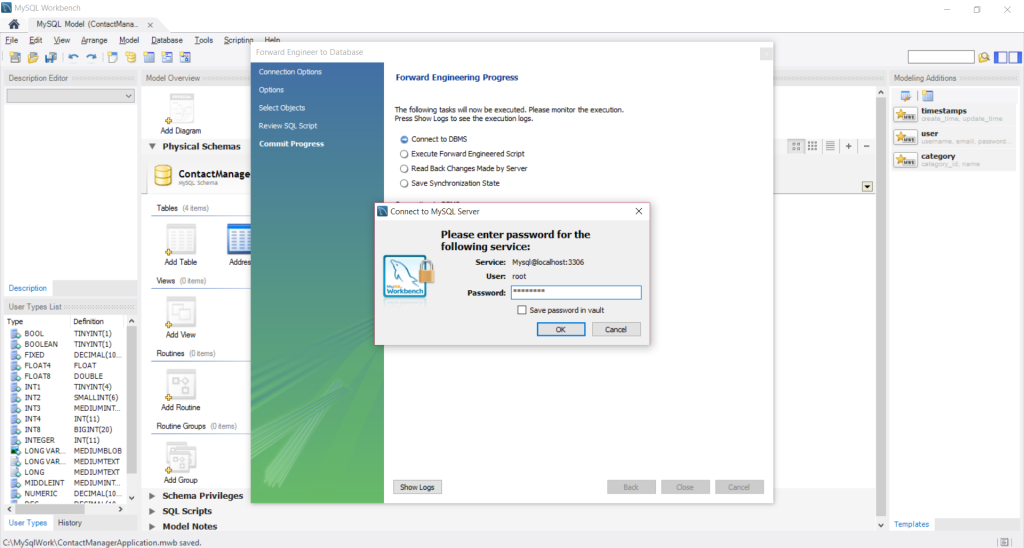 MySQL Workbench
MySQL Model (ContactMana..
File Edit View Arrange Model Database Tools Scripting Help
Description Editor
Description
User Types List
Type Definition
BOOL TINYINT(1)
BOOLEAN TINYINT(1)
FIXED DECIMAL(10...
FLOAT4 FLOAT
FLOAT8 DOUBLE
INT1 TINYINT(4)
INT2 SMALLINT(6)
INT3 MEDIUMINT...
INT4 INT(11)
INT8 BIGINT(20)
INTEGER INT(11)
LONG VAR... MEDIUMBLOB
LONG VAR... MEDIUMTEXT
LONG MEDIUMTEXT
MIDDLEINT MEDIUMINT...
NUMERIC DECIMAL(10...
User Types History
Model Overview
Add Diagram
Physical Schemas
ContactManage
MySQL Schema
Tables (4 items)
Add Table
Addres
Views (0 items)
Add View
Routines (0 items)
Add Routine
Routine Groups (0 items)
Add Group
Schema Privileges
SQL Scripts
Model Notes
Forward Engineer to Database
Connection Options
Options
Select Objects
Review SQL Script
Commit Progress
Forward Engineering Progress
The following tasks will now be executed. Please monitor the execution.
Press Show Logs to see the execution logs.
Connect to DBMS
Execute Forward Engineered Script
Read Back Changes Made by Server
Save Synchronization State
Connect to MySQL Server
Please enter password for the
following service:
Service: Mysql@localhost:3306
User: root
Password: ********
Save password in vault
OK Cancel
MySQL
Workbench
Show Logs Back Close Cancel
Modeling Additions
timestamps
create_time, update_time
user
username, email, password...
category
category_id, name
Templates
C:\MySqlWork\ContactManagerApplication.mwb saved.